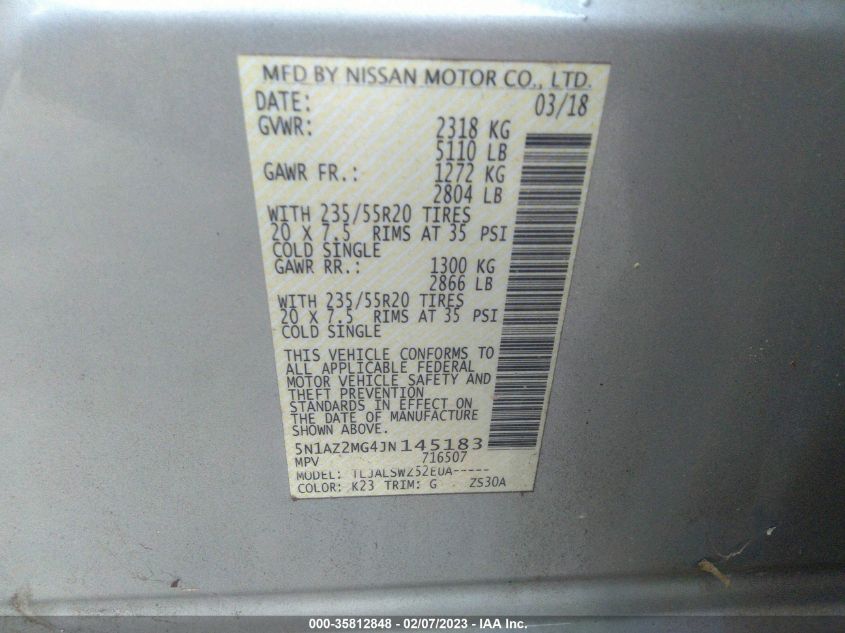 MFD BY NISSAN MOTOR CO., LTD.
DATE: 03/18
GVWR: 2318 KG
5110 LB
GAWR FR.: 1272 KG
2804 LB
WITH 235/55R20 TIRES
20 X 7.5 RIMS AT 35 PSI
COLD SINGLE
GAWR RR.: 1300 KG
2866 LB
WITH 235/55R20 TIRES
20 X 7.5 RIMS AT 35 PSI
COLD SINGLE
THIS VEHICLE CONFORMS TO
ALL APPLICABLE FEDERAL
MOTOR VEHICLE SAFETY AND
THEFT PREVENTION
STANDARDS IN EFFECT ON
THE DATE OF MANUFACTURE
SHOWN ABOVE.
5N1AZ2MG4JN145183
MPV 716507
MODEL: TLJALSWZ52EUA-----
COLOR: K23 TRIM: G ZS30A
000-35812848 - 02/07/2023 - IAA Inc.